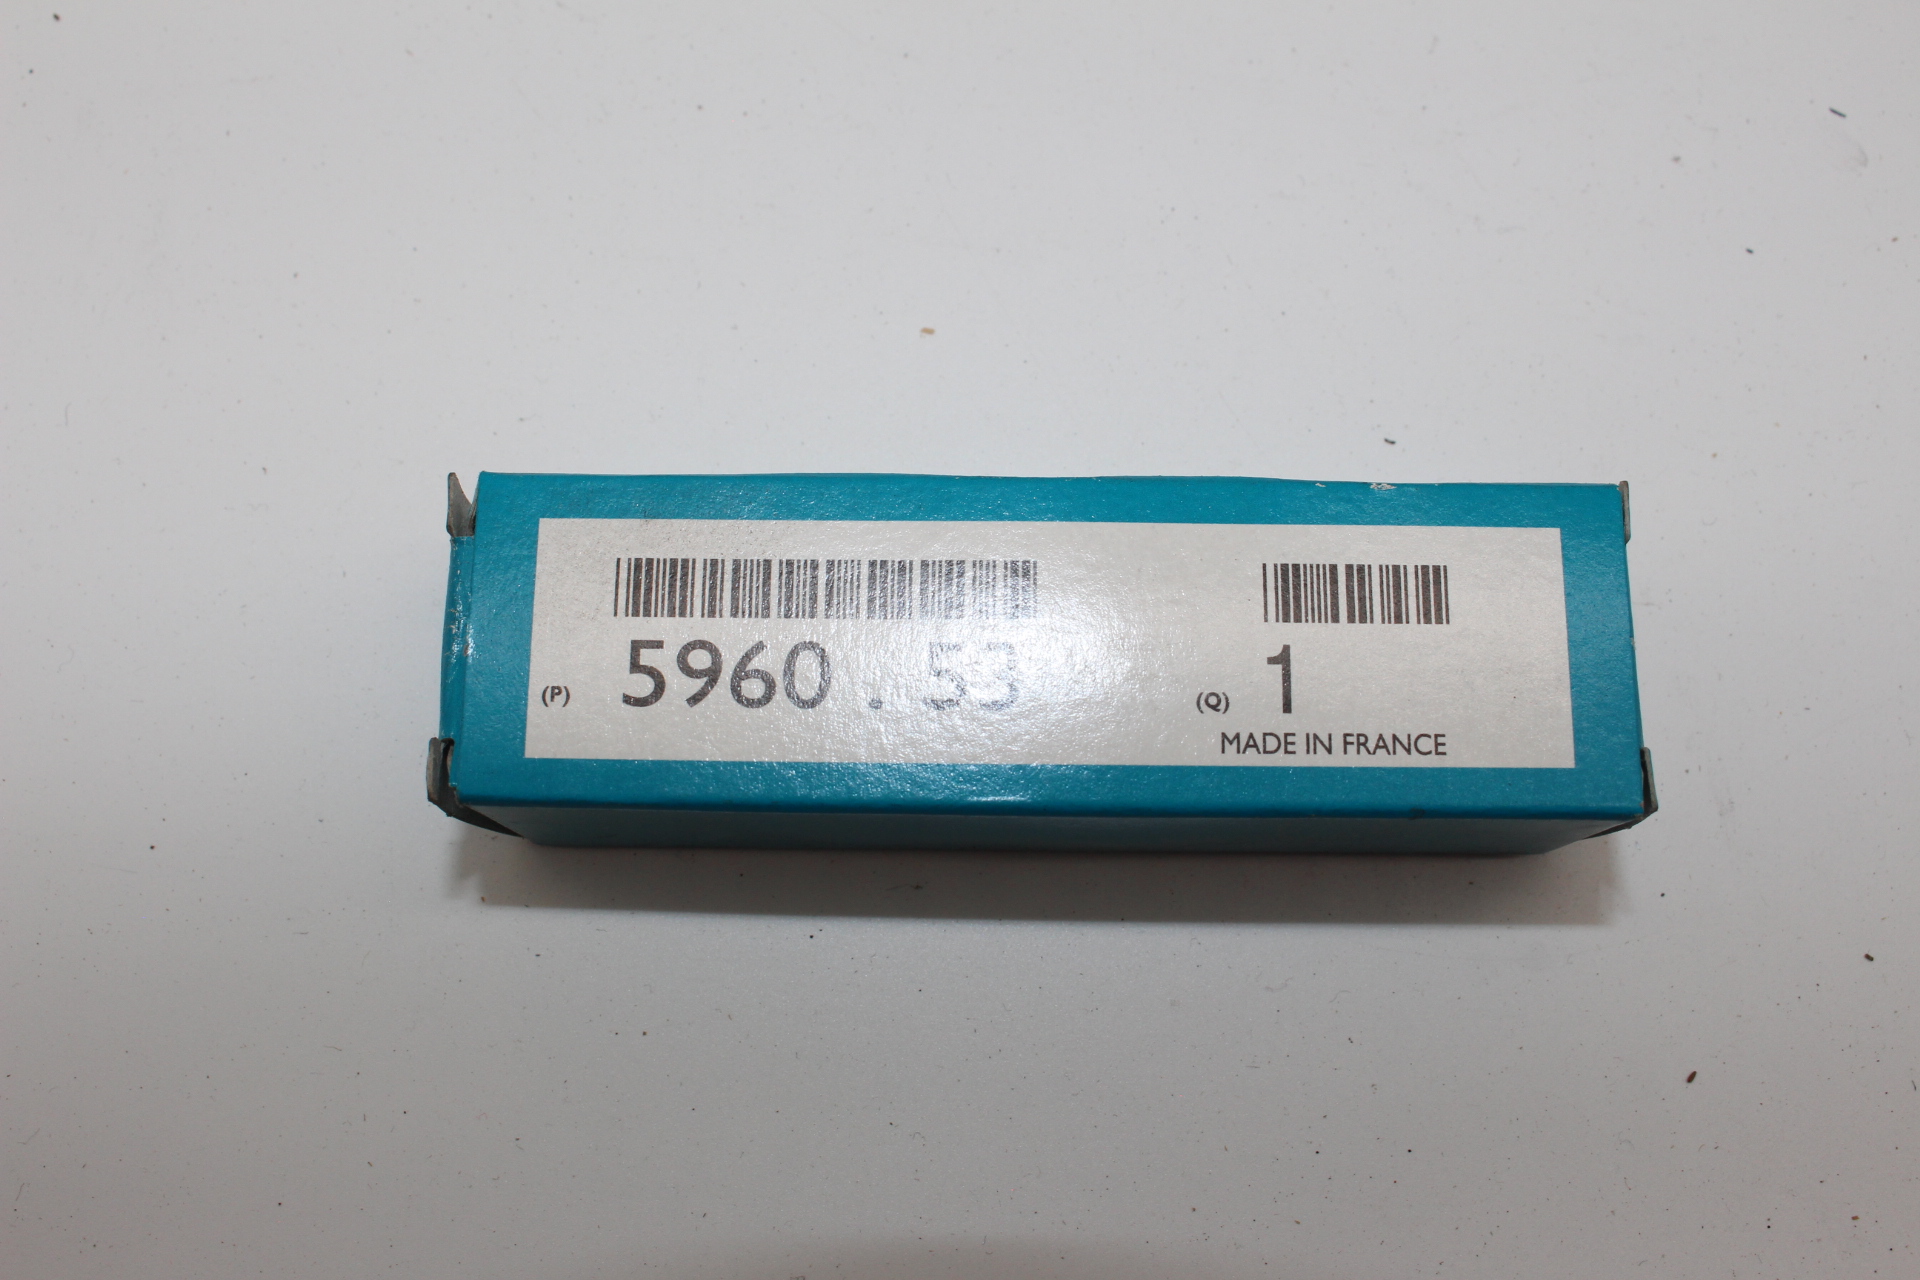 (P) 5960 . 53 (Q) 1
MADE IN FRANCE